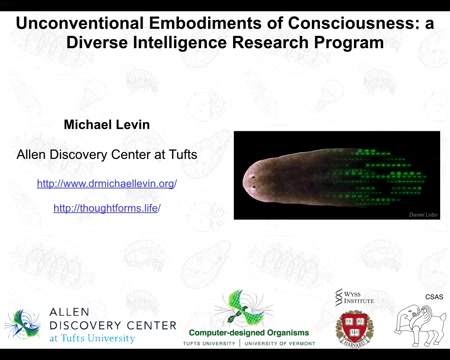 Unconventional Embodiments of Consciousness: a
Diverse Intelligence Research Program
Michael Levin
Allen Discovery Center at Tufts
http://www.drmichaellevin.org/
http://thoughtforms.life/
Daniel Lobo
ALLEN
DISCOVERY CENTER
at Tufts University
Computer-designed Organisms
TUFTS UNIVERSITY | UNIVERSITY OF VERMONT
WYSS
INSTITUTE
HARVARD
CSAS